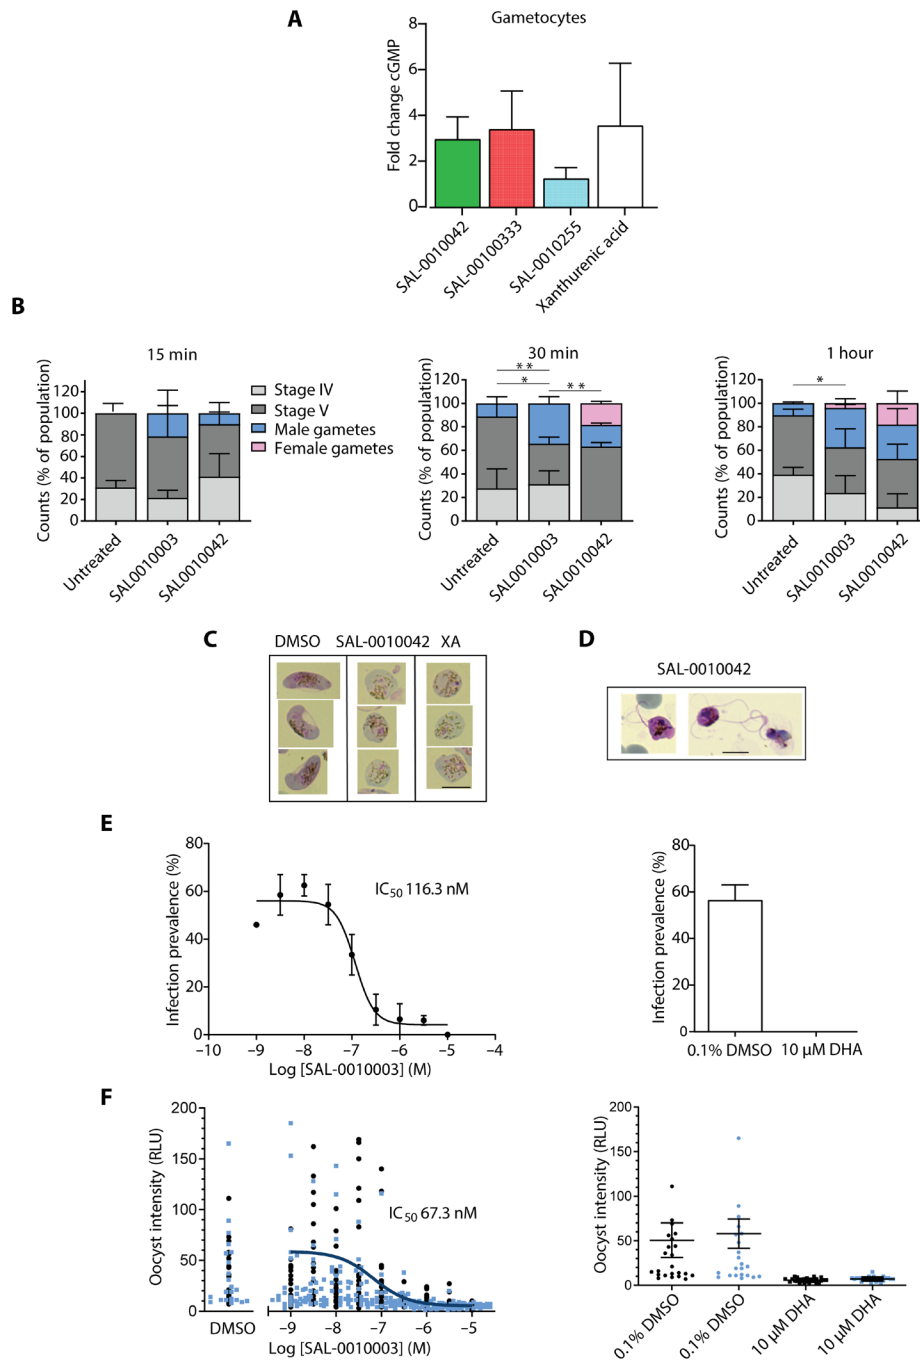 A
Gametocytes
Fold change cGMP
8
6
4
2
0
SAL-0010042
SAL-00100333
SAL-0010255
Xanthurenic acid
B
15 min
Counts (% of population)
120
100
80
60
40
20
0
Untreated
SAL0010003
SAL0010042
Stage IV
Stage V
Male gametes
Female gametes
30 min
**
*
**
Counts (% of population)
120
100
80
60
40
20
0
Untreated
SAL0010003
SAL0010042
1 hour
*
Counts (% of population)
120
100
80
60
40
20
0
Untreated
SAL0010003
SAL0010042
C
DMSO SAL-0010042 XA
D
SAL-0010042
E
Infection prevalence (%)
80
60
40
20
0
IC50 116.3 nM
–10 –9 –8 –7 –6 –5 –4
Log [SAL-0010003] (M)
Infection prevalence (%)
80
60
40
20
0
0.1% DMSO 10 µM DHA
F
Oocyst intensity (RLU)
200
150
100
50
0
IC50 67.3 nM
DMSO
–9 –8 –7 –6 –5
Log [SAL-0010003] (M)
Oocyst intensity (RLU)
200
150
100
50
0
0.1% DMSO
0.1% DMSO
10 µM DHA
10 µM DHA